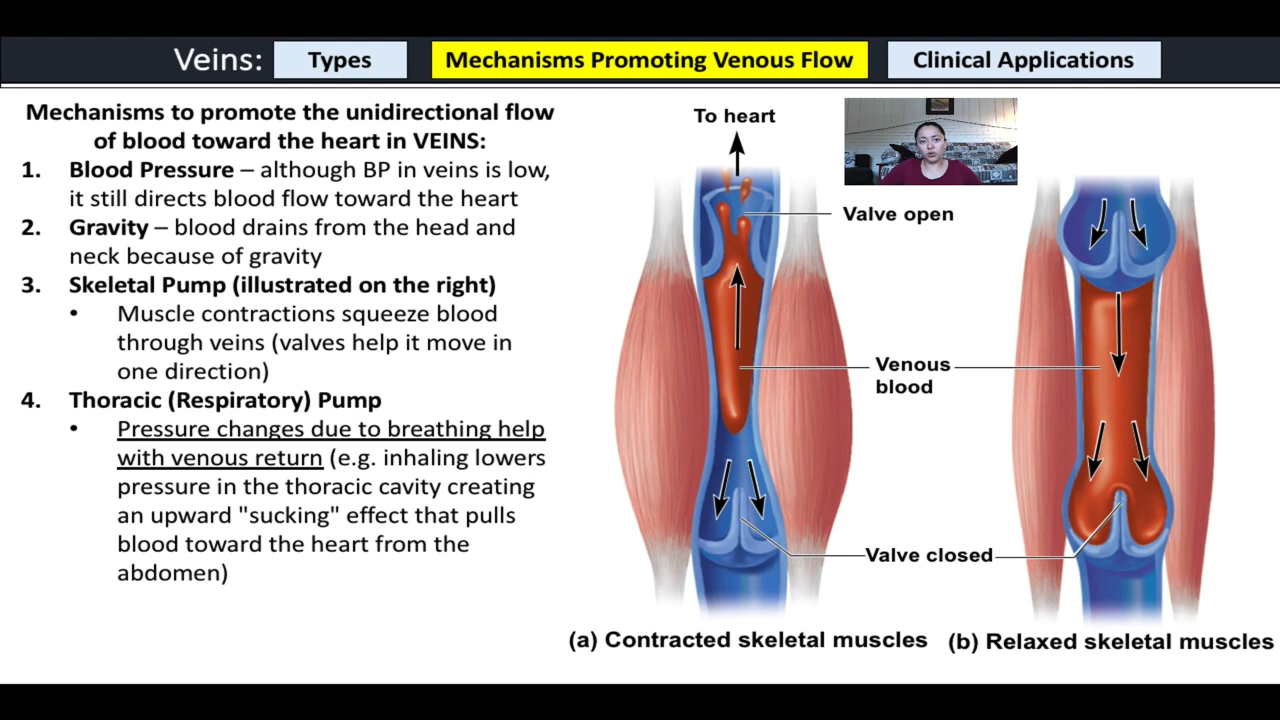 Veins:
Types
Mechanisms Promoting Venous Flow
Clinical Applications
Mechanisms to promote the unidirectional flow
of blood toward the heart in VEINS:
1. Blood Pressure – although BP in veins is low,
it still directs blood flow toward the heart
2. Gravity – blood drains from the head and
neck because of gravity
3. Skeletal Pump (illustrated on the right)
• Muscle contractions squeeze blood
through veins (valves help it move in
one direction)
4. Thoracic (Respiratory) Pump
• Pressure changes due to breathing help
with venous return (e.g. inhaling lowers
pressure in the thoracic cavity creating
an upward "sucking" effect that pulls
blood toward the heart from the
abdomen)
To heart
Valve open
Venous
blood
Valve closed
(a) Contracted skeletal muscles
(b) Relaxed skeletal muscles